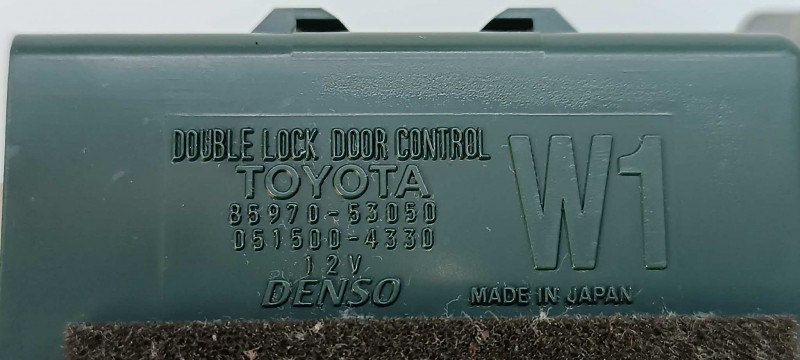 DOUBLE LOCK DOOR CONTROL
TOYOTA
85970-53050
051500-4330
12V
DENSO
W1
MADE IN JAPAN